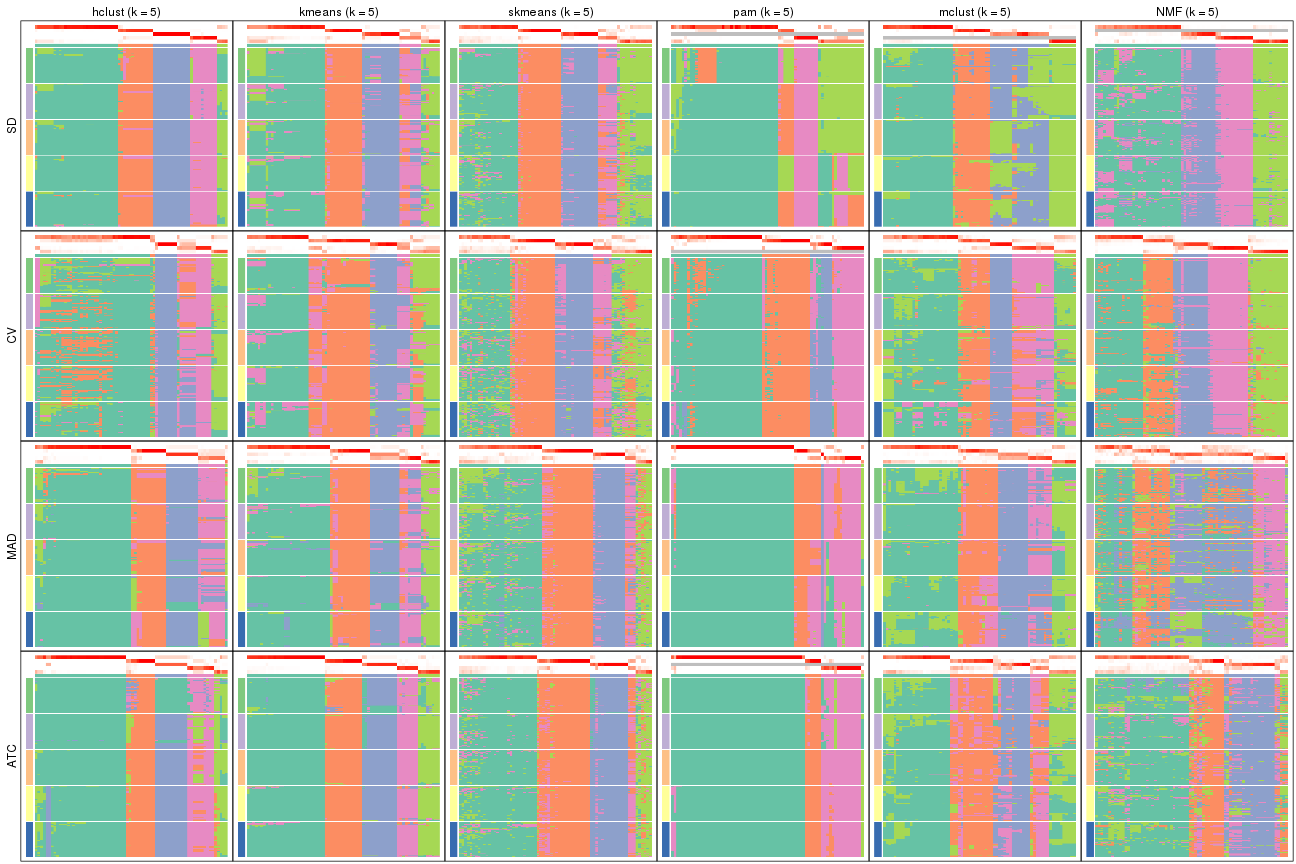 hclust (k = 5) kmeans (k = 5) skmeans (k = 5) pam (k = 5) mclust (k = 5) NMF (k = 5)
SD
CV
MAD
ATC